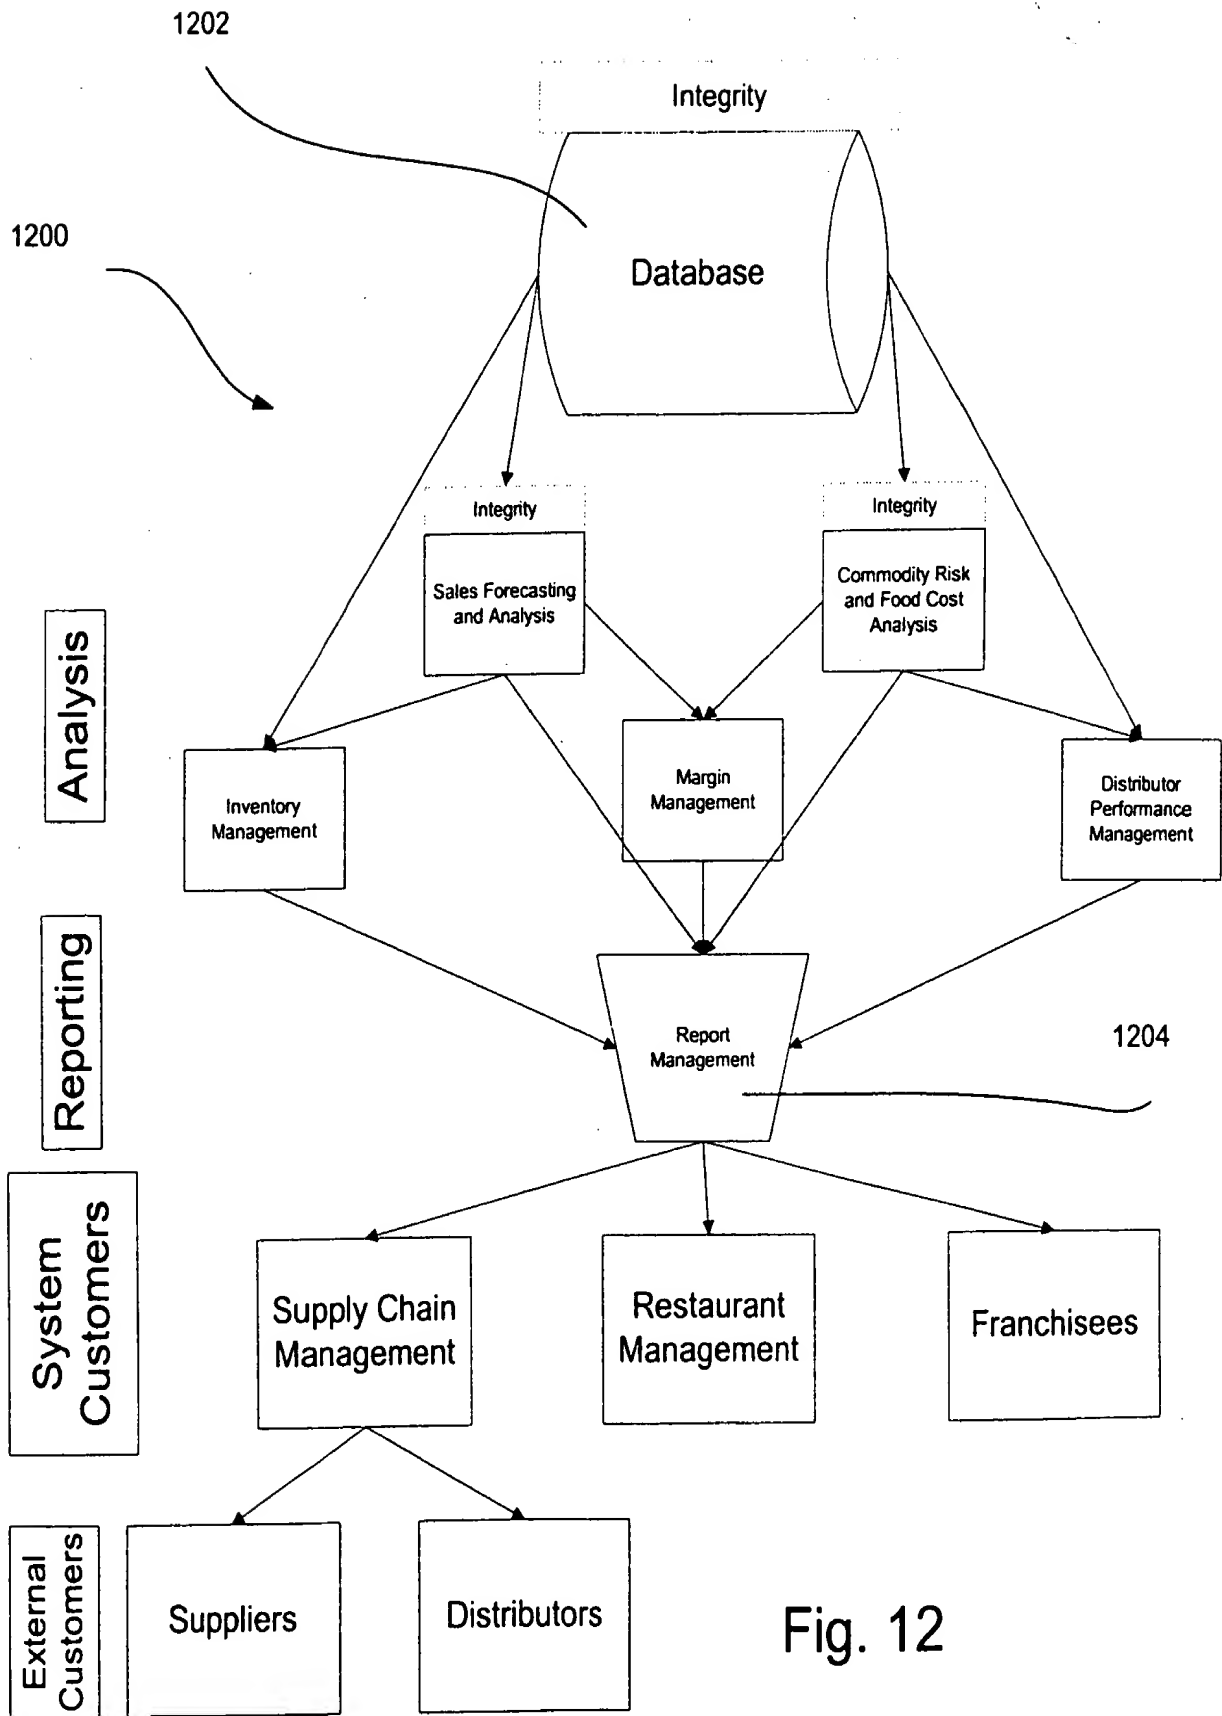 1202
Integrity
1200
Database
Integrity
Integrity
Sales Forecasting
and Analysis
Commodity Risk
and Food Cost
Analysis
Analysis
Inventory
Management
Margin
Management
Distributor
Performance
Management
Reporting
Report
Management
1204
System
Customers
Supply Chain
Management
Restaurant
Management
Franchisees
External
Customers
Suppliers
Distributors
Fig. 12